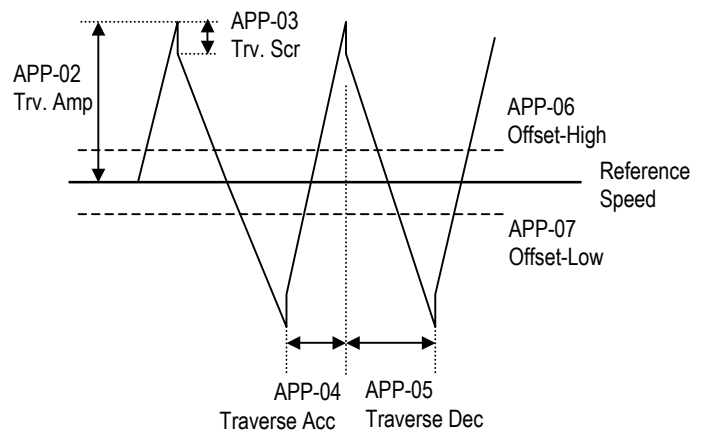 APP-03
Trv. Scr
APP-02
Trv. Amp
APP-06
Offset-High
Reference
Speed
APP-07
Offset-Low
APP-04
Traverse Acc
APP-05
Traverse Dec